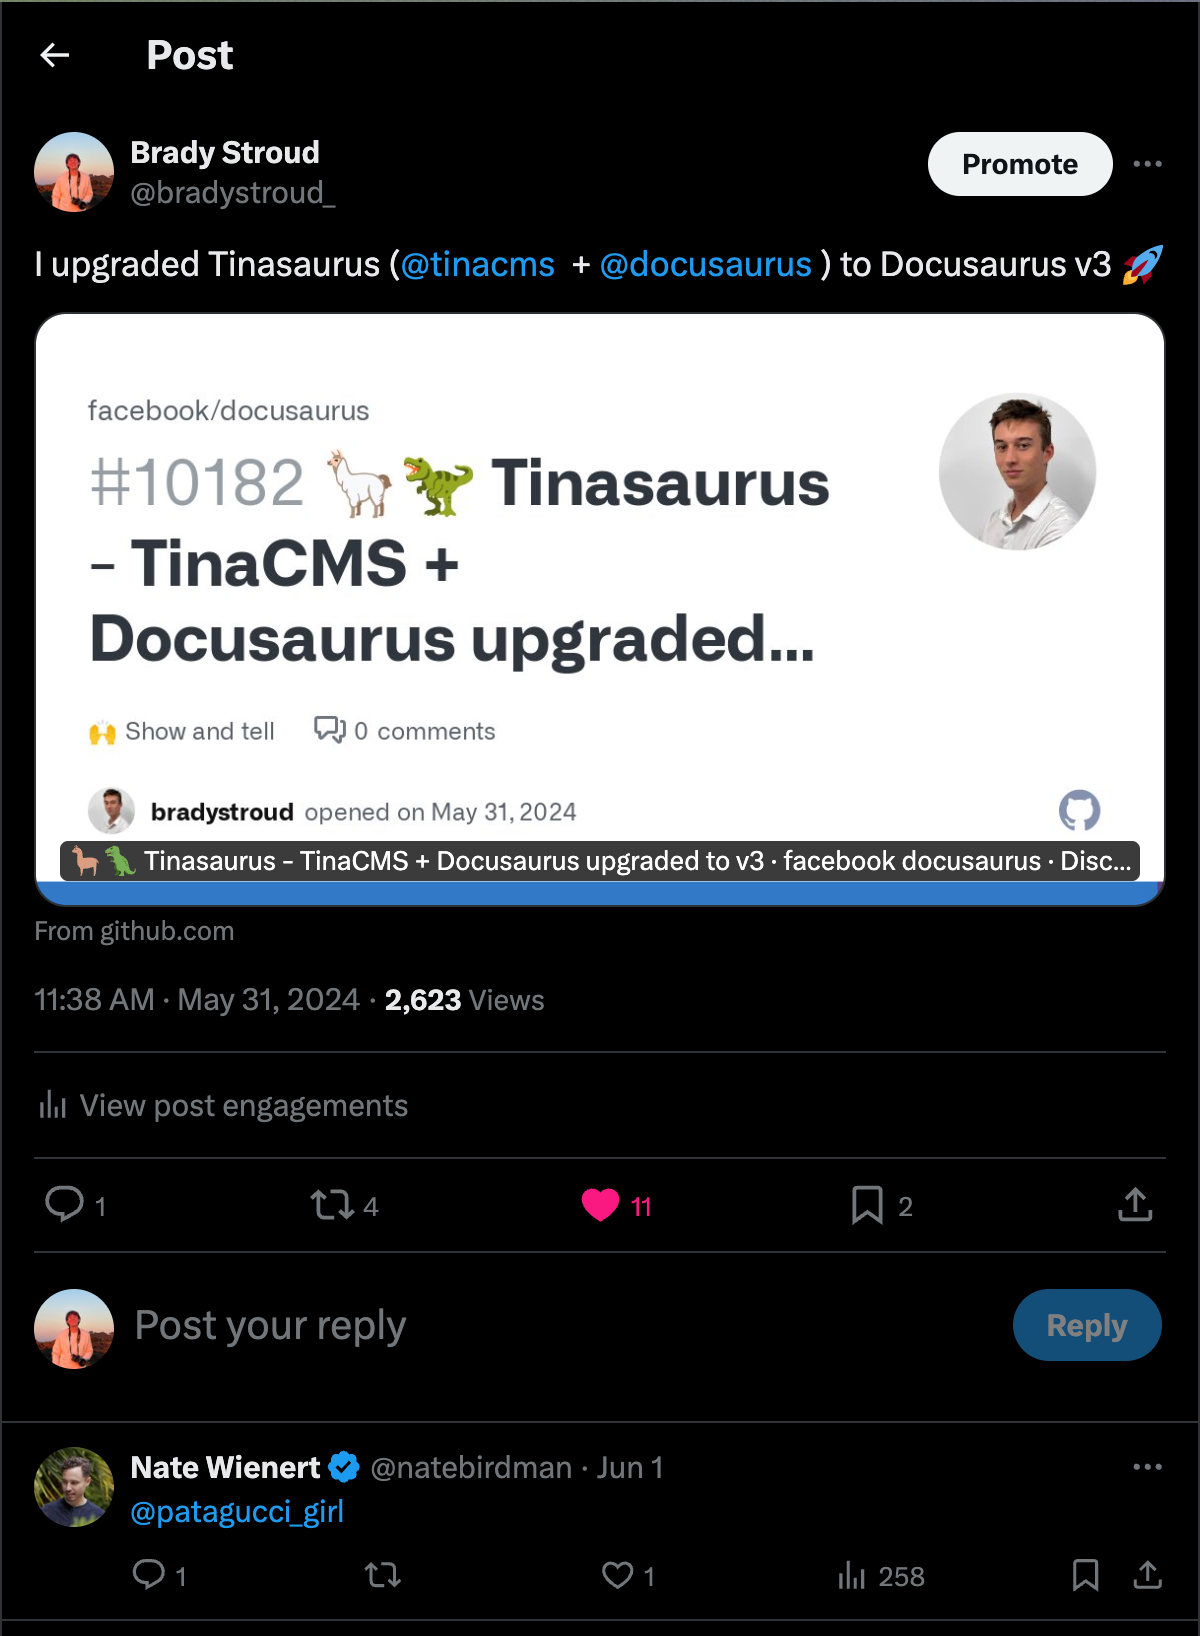 Post
Brady Stroud
@bradystroud_
Promote
I upgraded Tinasaurus (@tinacms + @docusaurus ) to Docusaurus v3 🚀
facebook/docusaurus
#10182 🦙🦖 Tinasaurus
- TinaCMS +
Docusaurus upgraded...
🙌 Show and tell 0 comments
bradystroud opened on May 31, 2024
🦙🦖 Tinasaurus - TinaCMS + Docusaurus upgraded to v3 · facebook docusaurus · Disc...
From github.com
11:38 AM · May 31, 2024 · 2,623 Views
View post engagements
1 4 11 2
Post your reply
Reply
Nate Wienert @natebirdman · Jun 1
@patagucci_girl
1 1 258